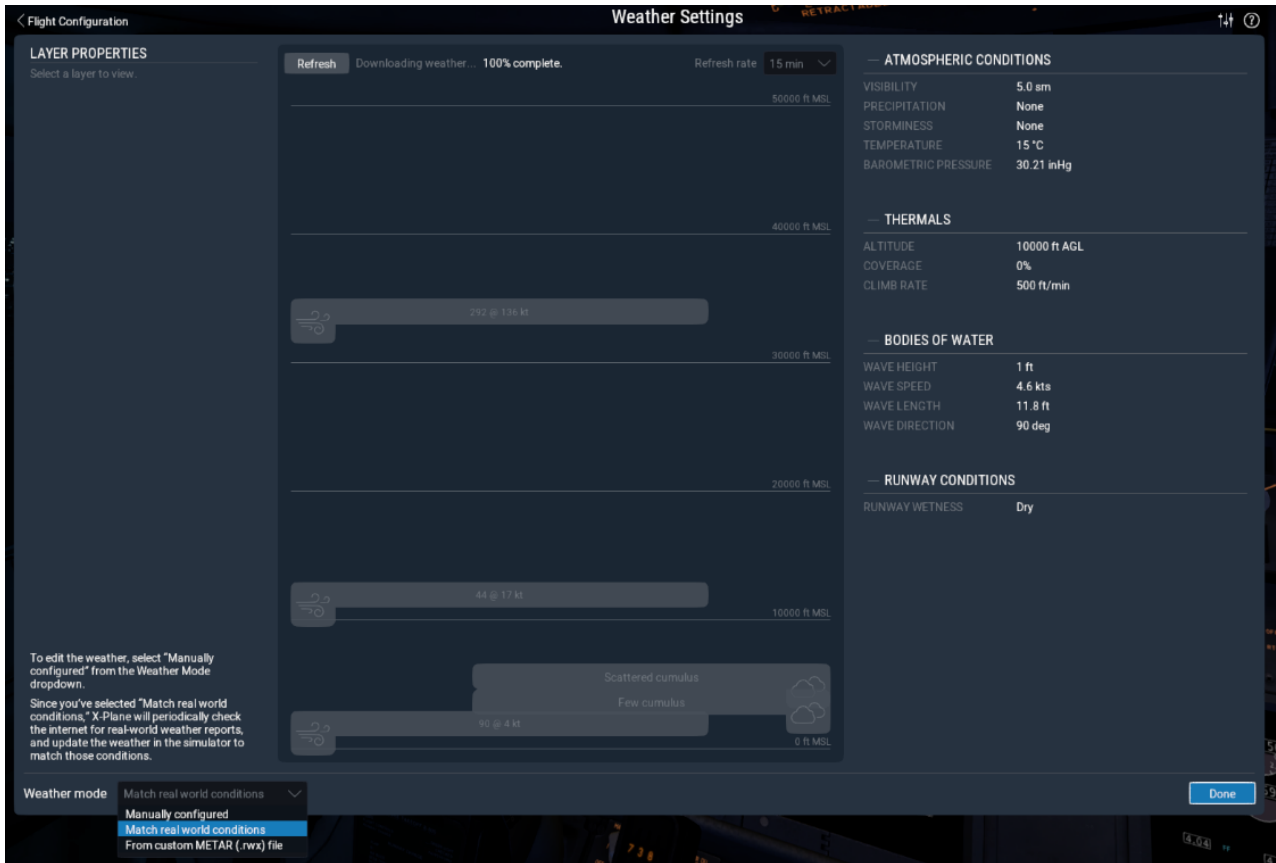 Flight Configuration
Weather Settings
LAYER PROPERTIES
Select a layer to view.
Refresh Downloading weather... 100% complete. Refresh rate 15 min
50000 ft MSL
40000 ft MSL
292 @ 136 kt
30000 ft MSL
20000 ft MSL
44 @ 17 kt
10000 ft MSL
Scattered cumulus
Few cumulus
90 @ 4 kt
0 ft MSL
ATMOSPHERIC CONDITIONS
VISIBILITY 5.0 sm
PRECIPITATION None
STORMINESS None
TEMPERATURE 15 °C
BAROMETRIC PRESSURE 30.21 inHg
THERMALS
ALTITUDE 10000 ft AGL
COVERAGE 0%
CLIMB RATE 500 ft/min
BODIES OF WATER
WAVE HEIGHT 1 ft
WAVE SPEED 4.6 kts
WAVE LENGTH 11.8 ft
WAVE DIRECTION 90 deg
RUNWAY CONDITIONS
RUNWAY WETNESS Dry
To edit the weather, select "Manually
configured" from the Weather Mode
dropdown.
Since you've selected "Match real world
conditions," X-Plane will periodically check
the internet for real-world weather reports,
and update the weather in the simulator to
match those conditions.
Weather mode Match real world conditions
Manually configured
Match real world conditions
From custom METAR (.rwx) file
Done